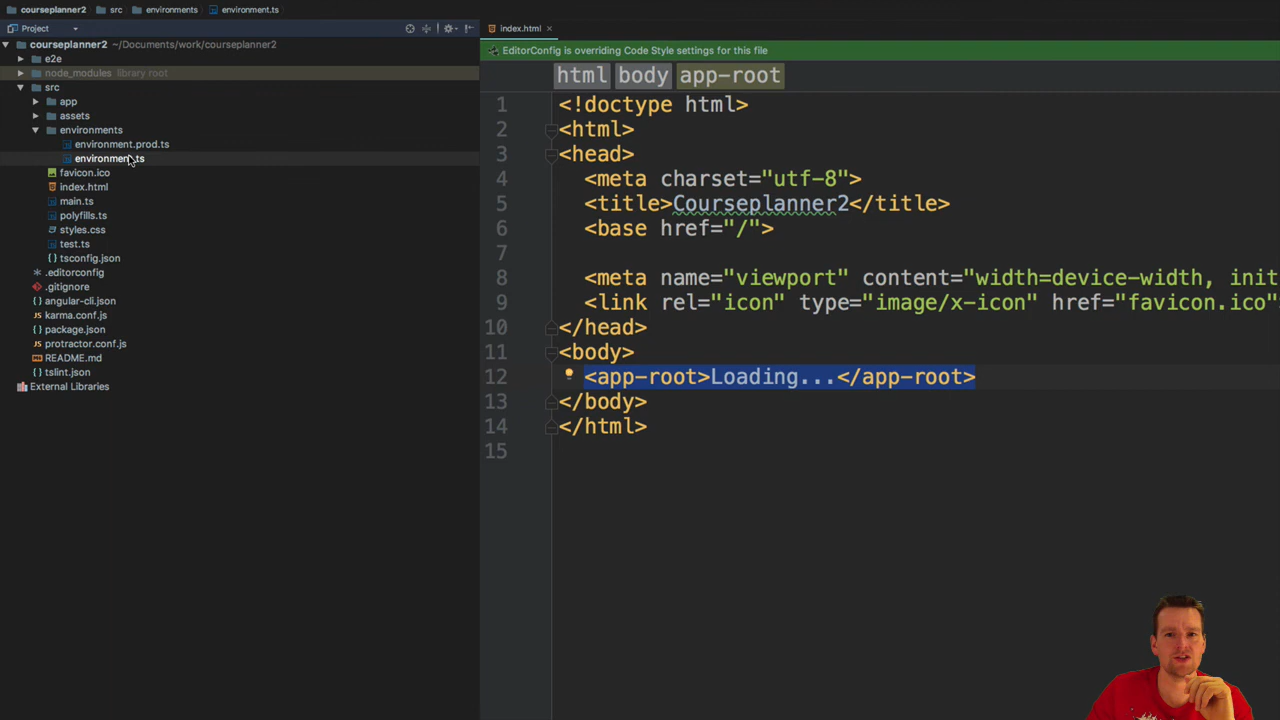 courseplanner2 src environments environment.ts
Project
index.html
courseplanner2 ~/Documents/work/courseplanner2
e2e
node_modules library root
src
app
assets
environments
environment.prod.ts
environment.ts
favicon.ico
index.html
main.ts
polyfills.ts
styles.css
test.ts
tsconfig.json
.editorconfig
.gitignore
angular-cli.json
karma.conf.js
package.json
protractor.conf.js
README.md
tslint.json
External Libraries
EditorConfig is overriding Code Style settings for this file
html body app-root
1 <!doctype html>
2 <html>
3 <head>
4 <meta charset="utf-8">
5 <title>Courseplanner2</title>
6 <base href="/">
7
8 <meta name="viewport" content="width=device-width, init
9 <link rel="icon" type="image/x-icon" href="favicon.ico"
10 </head>
11 <body>
12 <app-root>Loading...</app-root>
13 </body>
14 </html>
15